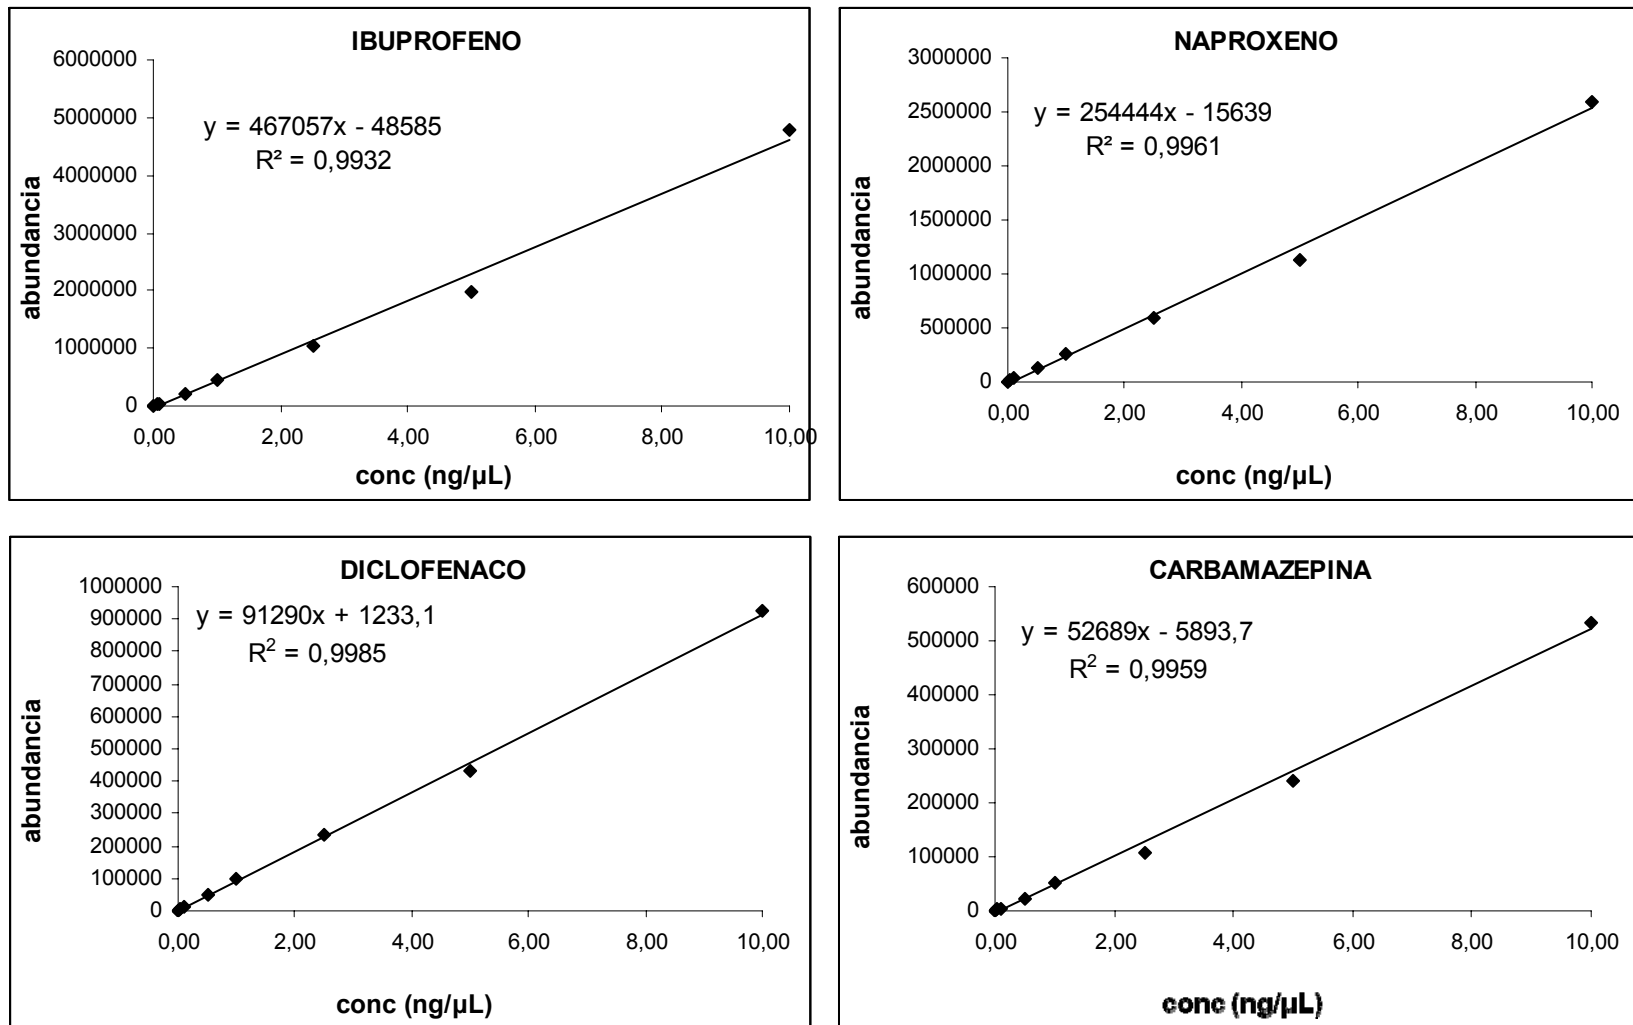 IBUPROFENO
6000000
5000000
4000000
3000000
2000000
1000000
0
y = 467057x - 48585
R² = 0,9932
abundancia
0,00 2,00 4,00 6,00 8,00 10,00
conc (ng/µL)
NAPROXENO
3000000
2500000
2000000
1500000
1000000
500000
0
y = 254444x - 15639
R² = 0,9961
abundancia
0,00 2,00 4,00 6,00 8,00 10,00
conc (ng/µL)
DICLOFENACO
1000000
900000
800000
700000
600000
500000
400000
300000
200000
100000
0
y = 91290x + 1233,1
R² = 0,9985
abundancia
0,00 2,00 4,00 6,00 8,00 10,00
conc (ng/µL)
CARBAMAZEPINA
600000
500000
400000
300000
200000
100000
0
y = 52689x - 5893,7
R² = 0,9959
abundancia
0,00 2,00 4,00 6,00 8,00 10,00
conc (ng/µL)